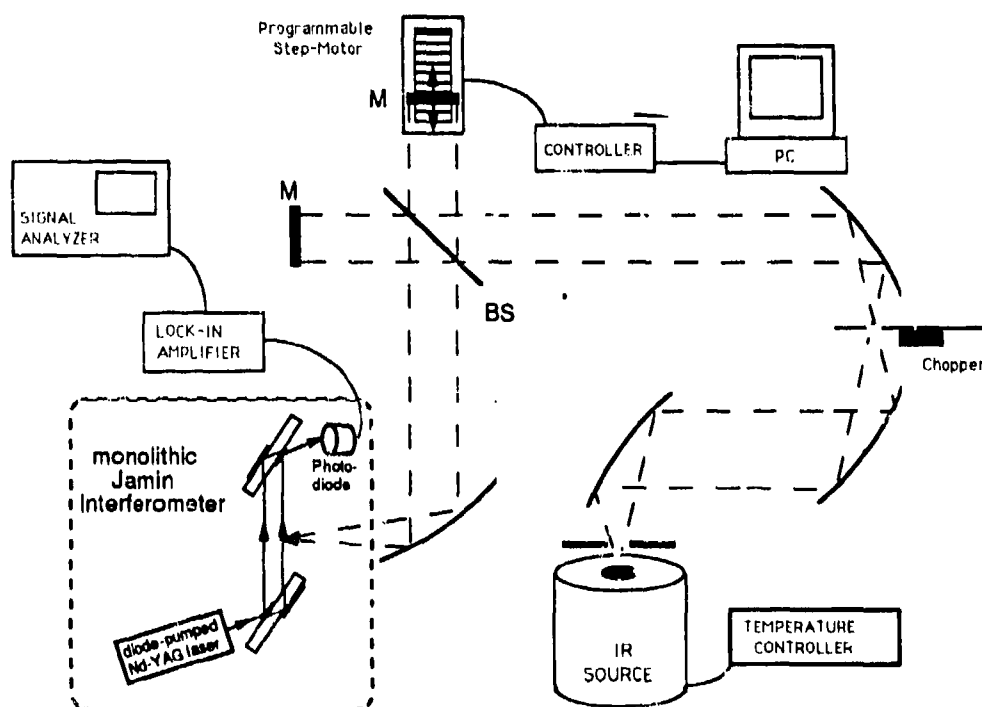 Programmable
Step-Motor
M
CONTROLLER
PC
SIGNAL
ANALYZER
M
BS
LOCK-IN
AMPLIFIER
Chopper
monolithic
Jamin
Interferometer
Photo-
diode
diode-pumped
Nd-YAG laser
IR
SOURCE
TEMPERATURE
CONTROLLER